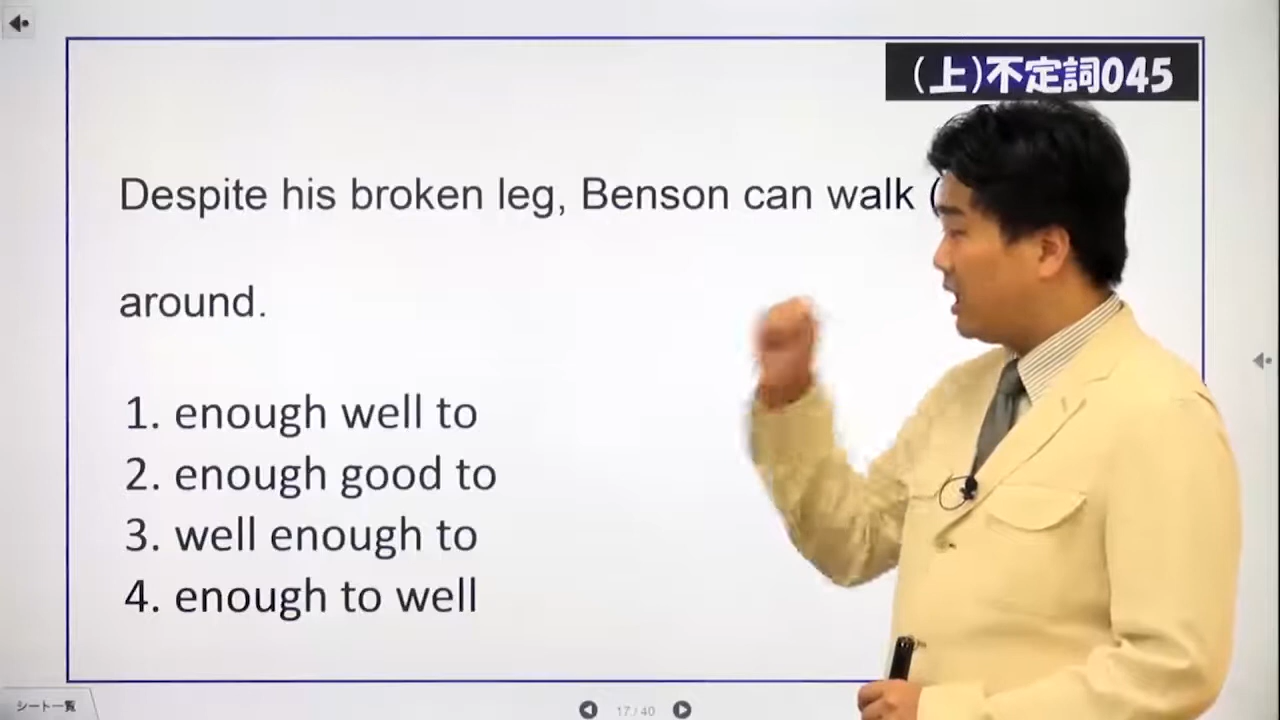 (上)不定詞045
Despite his broken leg, Benson can walk (
around.
1. enough well to
2. enough good to
3. well enough to
4. enough to well
シート一覧
17 / 40